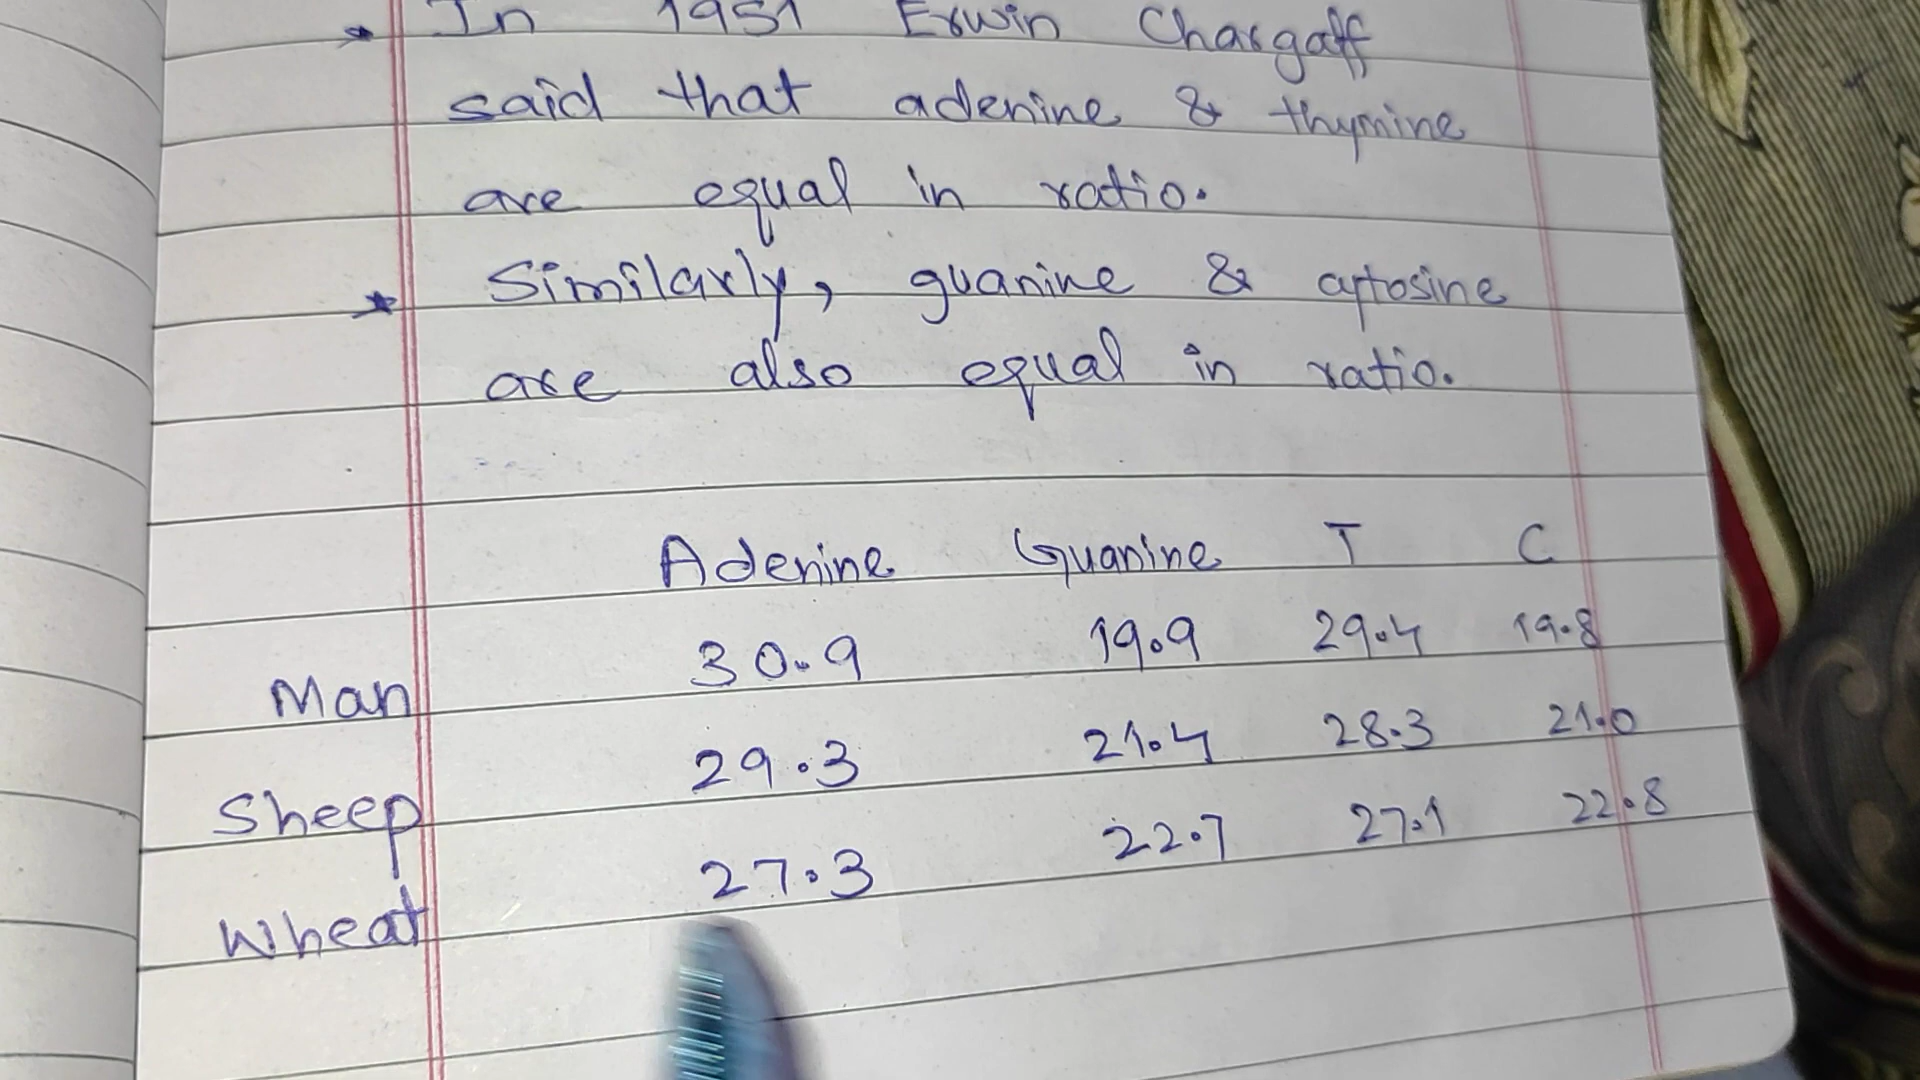 In 1951 Erwin Chargaff
said that adenine & thymine
are equal in ratio.
Similarly, guanine & cytosine
are also equal in ratio.
Adenine Guanine T C
Man 30.9 19.9 29.4 19.8
Sheep 29.3 21.4 28.3 21.0
Wheat 27.3 22.7 27.1 22.8